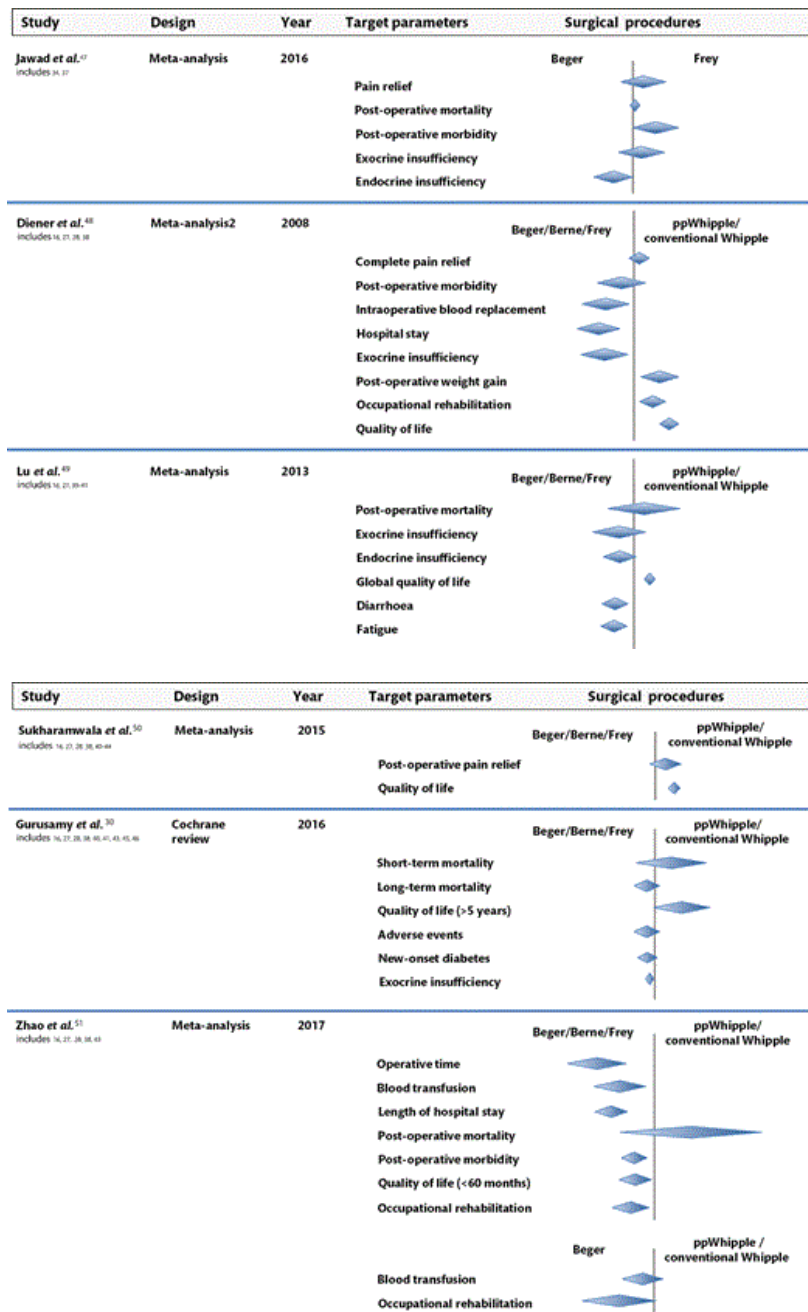 Study Design Year Target parameters Surgical procedures
Jawad et al.47 Meta-analysis 2016 Beger Frey
includes 34, 37
Pain relief
Post-operative mortality
Post-operative morbidity
Exocrine insufficiency
Endocrine insufficiency
Diener et al.48 Meta-analysis2 2008 Beger/Berne/Frey ppWhipple/
includes 16, 27, 28, 38 conventional Whipple
Complete pain relief
Post-operative morbidity
Intraoperative blood replacement
Hospital stay
Exocrine insufficiency
Post-operative weight gain
Occupational rehabilitation
Quality of life
Lu et al.49 Meta-analysis 2013 Beger/Berne/Frey ppWhipple/
includes 16, 27, 39-41 conventional Whipple
Post-operative mortality
Exocrine insufficiency
Endocrine insufficiency
Global quality of life
Diarrhoea
Fatigue
Study Design Year Target parameters Surgical procedures
Sukharamwala et al.50 Meta-analysis 2015 Beger/Berne/Frey ppWhipple/
includes 16, 27, 28, 38, 40-44 conventional Whipple
Post-operative pain relief
Quality of life
Gurusamy et al.30 Cochrane 2016 Beger/Berne/Frey ppWhipple/
includes 16, 27, 28, 38, 40, 41, 43, 45, 46 review conventional Whipple
Short-term mortality
Long-term mortality
Quality of life (>5 years)
Adverse events
New-onset diabetes
Exocrine insufficiency
Zhao et al.51 Meta-analysis 2017 Beger/Berne/Frey ppWhipple/
includes 16, 27, 28, 38, 43 conventional Whipple
Operative time
Blood transfusion
Length of hospital stay
Post-operative mortality
Post-operative morbidity
Quality of life (<60 months)
Occupational rehabilitation
Beger ppWhipple /
conventional Whipple
Blood transfusion
Occupational rehabilitation